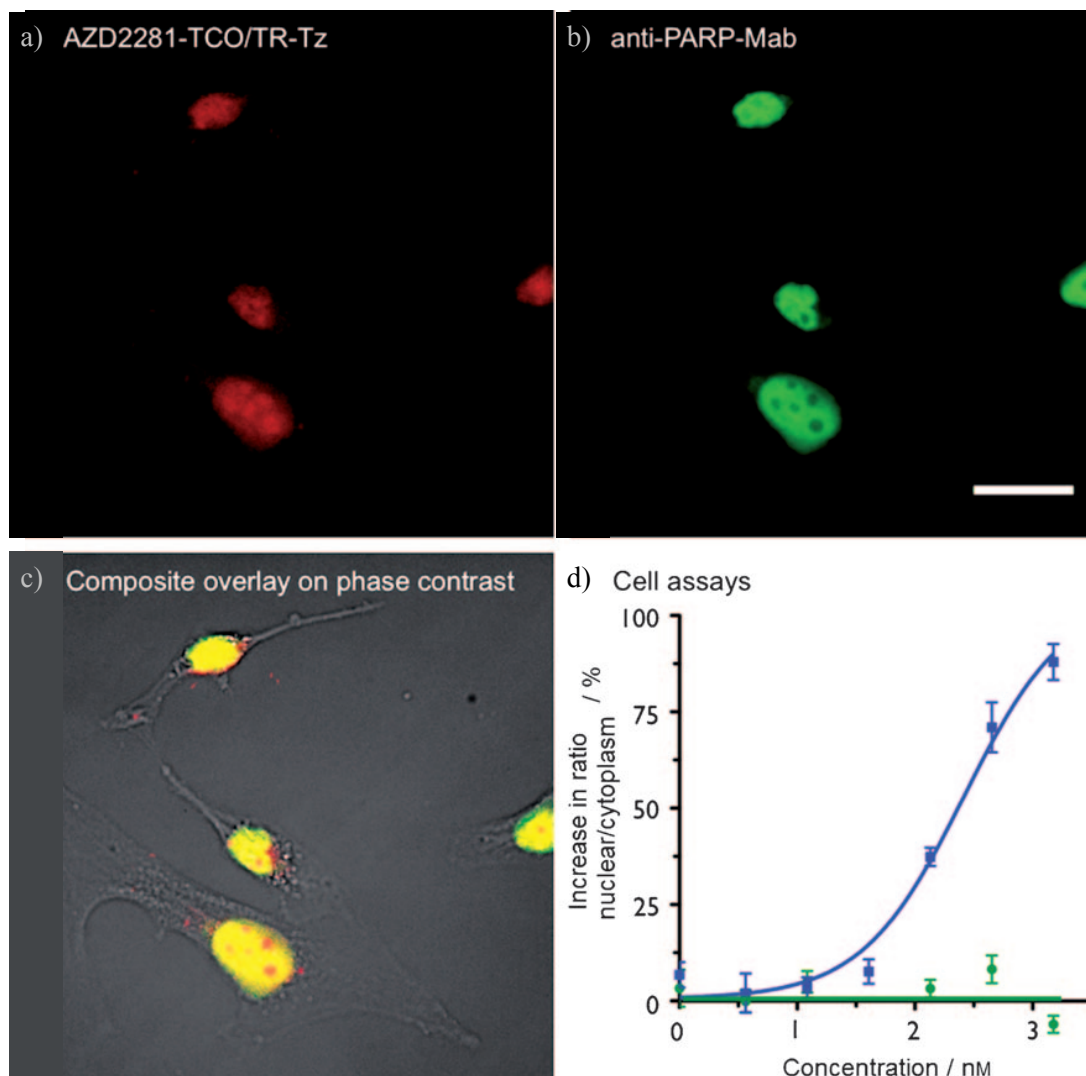 a) AZD2281-TCO/TR-Tz
b) anti-PARP-Mab
c) Composite overlay on phase contrast
d) Cell assays
100
75
50
25
0
Increase in ratio
nuclear/cytoplasm / %
0 1 2 3
Concentration / nM